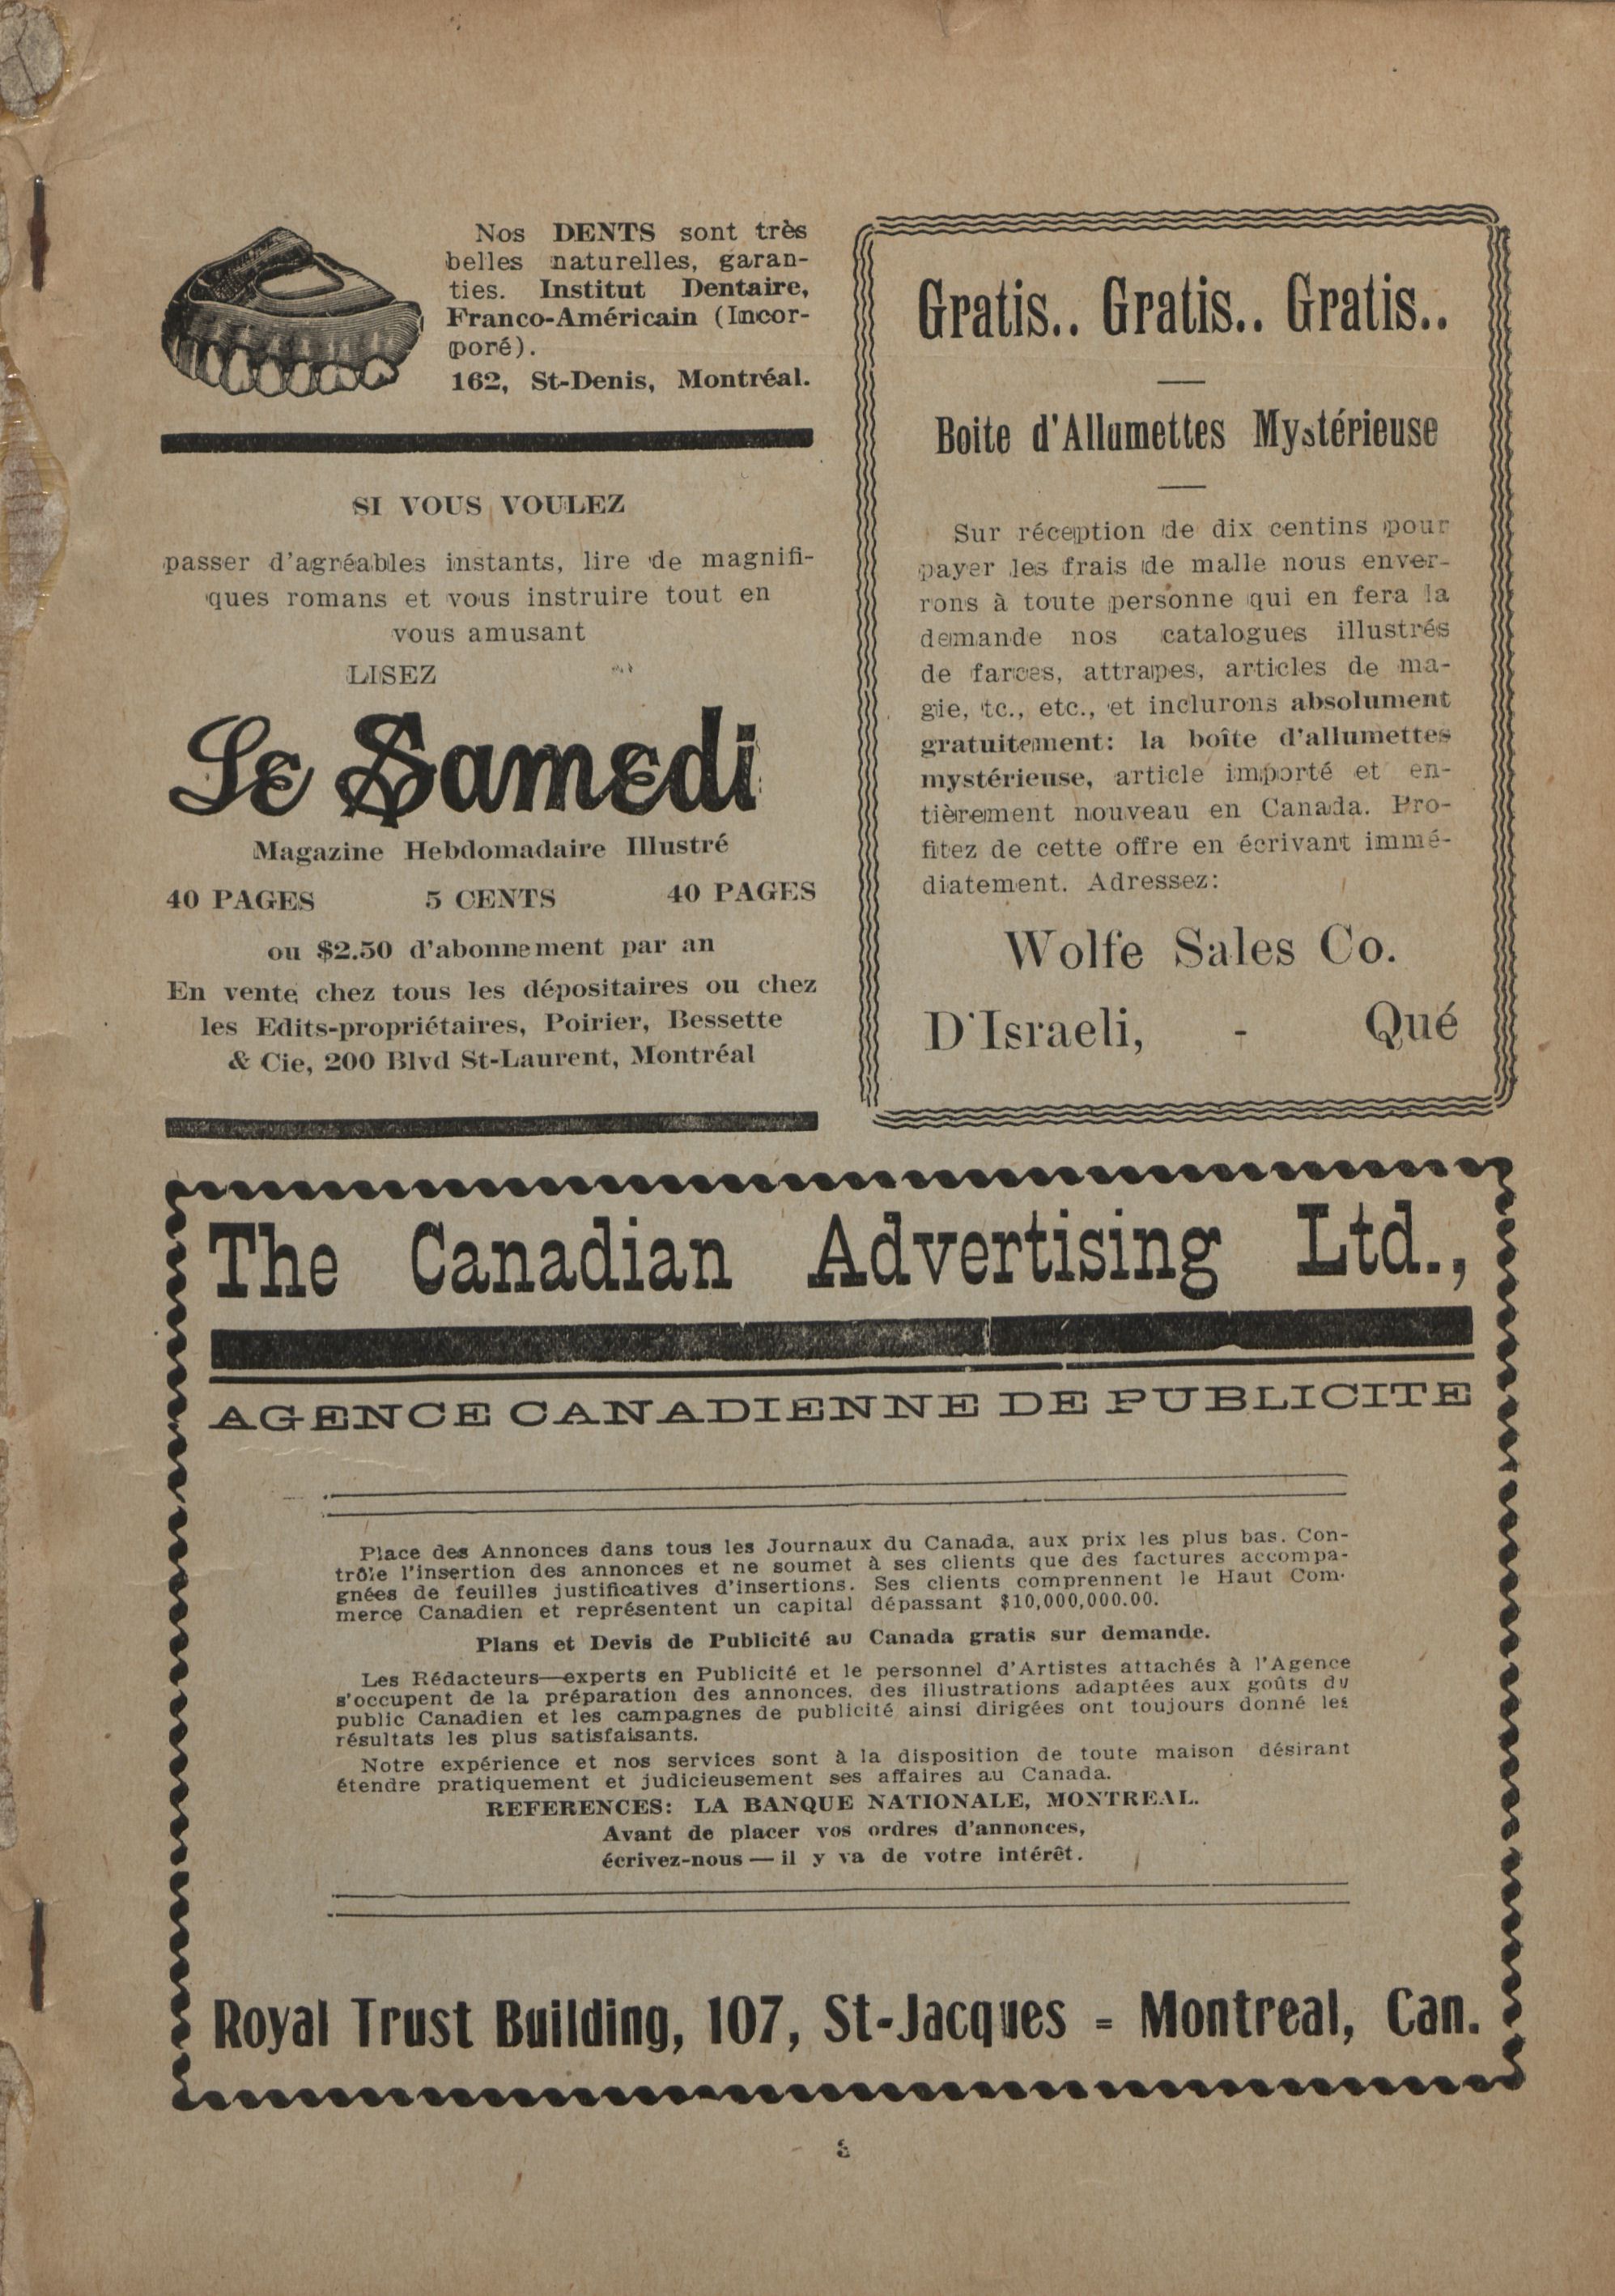 Nos DENTS sont très
belles naturelles, garan-
ties. Institut Dentaire,
Franco-Américain (Incor-
poré).
162, St-Denis, Montréal.
SI VOUS VOULEZ
passer d'agréables instants, lire de magnifi-
ques romans et vous instruire tout en
vous amusant
LISEZ
Le Samedi
Magazine Hebdomadaire Illustré
40 PAGES 5 CENTS 40 PAGES
ou $2.50 d'abonnement par an
En vente chez tous les dépositaires ou chez
les Edits-propriétaires, Poirier, Bessette
& Cie, 200 Blvd St-Laurent, Montréal
Gratis.. Gratis.. Gratis..
Boite d'Allumettes Mystérieuse
Sur réception de dix centins pour
payer les frais de malle nous enver-
rons à toute personne qui en fera la
demande nos catalogues illustrés
de farces, attrapes, articles de ma-
gie, tc., etc., et inclurons absolument
gratuitement: la boîte d'allumettes
mystérieuse, article importé et en-
tièrement nouveau en Canada. Pro-
fitez de cette offre en écrivant immé-
diatement. Adressez:
Wolfe Sales Co.
D'Israeli, - Qué
The Canadian Advertising Ltd.,
AGENCE CANADIENNE DE PUBLICITE
Place des Annonces dans tous les Journaux du Canada, aux prix les plus bas. Con-
trôle l'insertion des annonces et ne soumet à ses clients que des factures accompa-
gnées de feuilles justificatives d'insertions. Ses clients comprennent le Haut Com-
merce Canadien et représentent un capital dépassant $10,000,000.00.
Plans et Devis de Publicité au Canada gratis sur demande.
Les Rédacteurs—experts en Publicité et le personnel d'Artistes attachés à l'Agence
s'occupent de la préparation des annonces, des illustrations adaptées aux goûts du
public Canadien et les campagnes de publicité ainsi dirigées ont toujours donné les
résultats les plus satisfaisants.
Notre expérience et nos services sont à la disposition de toute maison désirant
étendre pratiquement et judicieusement ses affaires au Canada.
REFERENCES: LA BANQUE NATIONALE, MONTREAL.
Avant de placer vos ordres d'annonces,
écrivez-nous — il y va de votre intérêt.
Royal Trust Building, 107, St-Jacques - Montreal, Can.